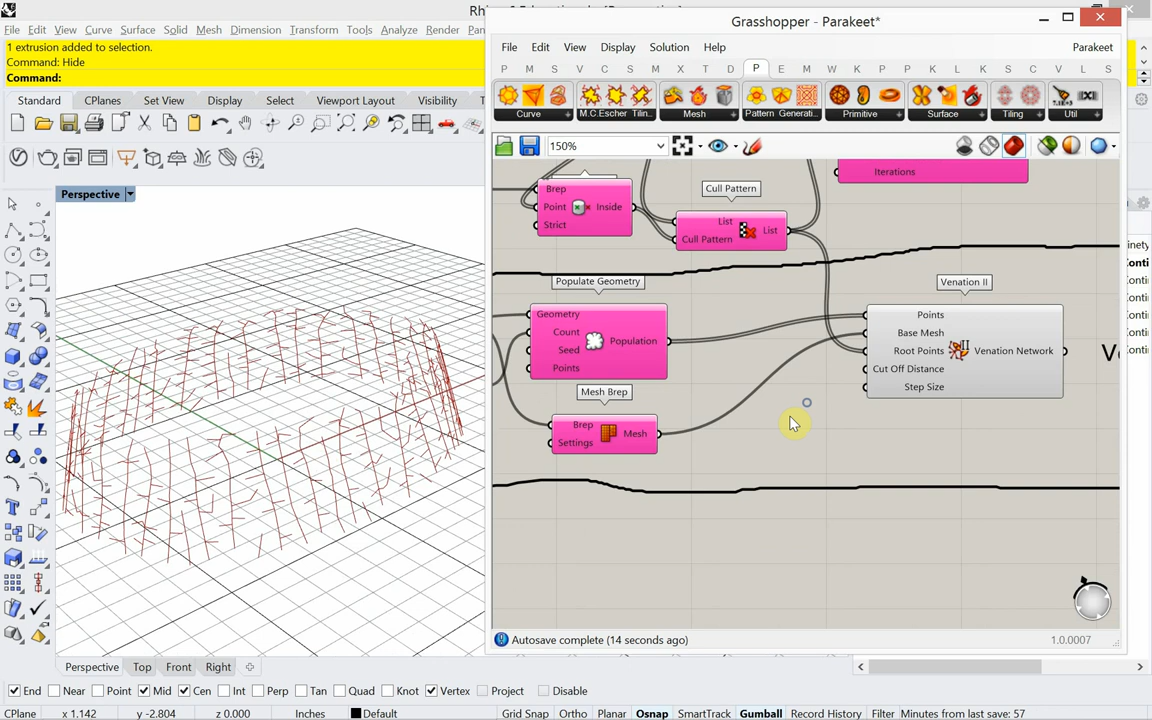 Grasshopper - Parakeet*
File Edit View Curve Surface Solid Mesh Dimension Transform Tools Analyze Render
1 extrusion added to selection.
Command: Hide
Command:
Standard CPlanes Set View Display Select Viewport Layout Visibility
Perspective
File Edit View Display Solution Help Parakeet
P M S V C S M X T D P E M W K P P K L S C V L S
Curve M.C.Escher Tilin... Mesh Pattern Generati... Primitive Surface Tiling Util
150%
Iterations
Brep
Point Inside
Strict
Cull Pattern
List
Cull Pattern List
Populate Geometry
Geometry
Count
Seed
Points
Population
Mesh Brep
Brep
Settings
Mesh
Venation II
Points
Base Mesh
Root Points
Cut Off Distance
Step Size
Venation Network
Autosave complete (14 seconds ago) 1.0.0007
Perspective Top Front Right
End Near Point Mid Cen Int Perp Tan Quad Knot Vertex Project Disable
CPlane x 1.142 y -2.804 z 0.000 Inches Default Grid Snap Ortho Planar Osnap SmartTrack Gumball Record History Filter Minutes from last save: 57